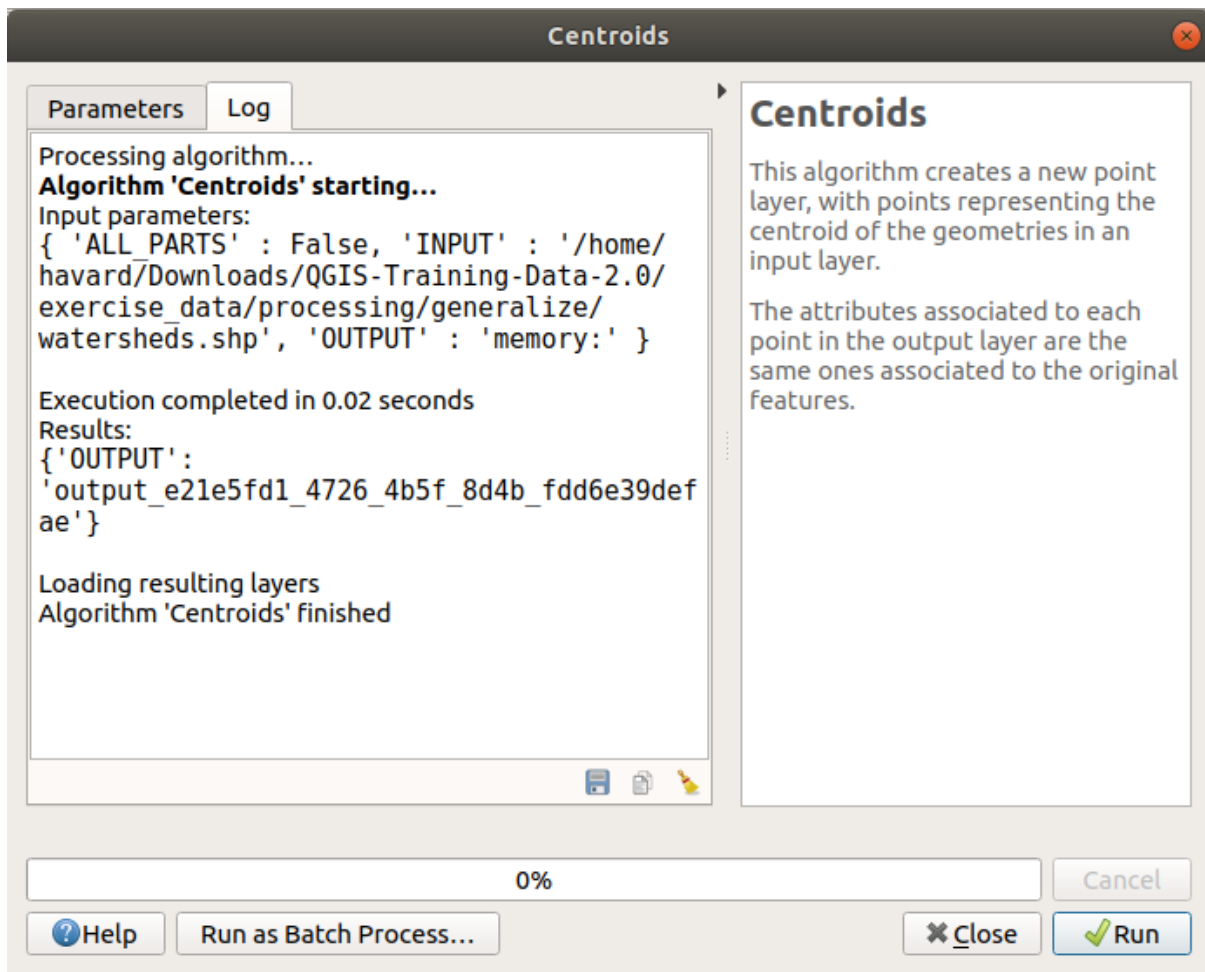 Centroids
Parameters
Log
Processing algorithm…
Algorithm 'Centroids' starting…
Input parameters:
{ 'ALL_PARTS' : False, 'INPUT' : '/home/
havard/Downloads/QGIS-Training-Data-2.0/
exercise_data/processing/generalize/
watersheds.shp', 'OUTPUT' : 'memory:' }
Execution completed in 0.02 seconds
Results:
{'OUTPUT':
'output_e21e5fd1_4726_4b5f_8d4b_fdd6e39def
ae'}
Loading resulting layers
Algorithm 'Centroids' finished
Centroids
This algorithm creates a new point
layer, with points representing the
centroid of the geometries in an
input layer.
The attributes associated to each
point in the output layer are the
same ones associated to the original
features.
0%
Cancel
Help
Run as Batch Process…
Close
Run